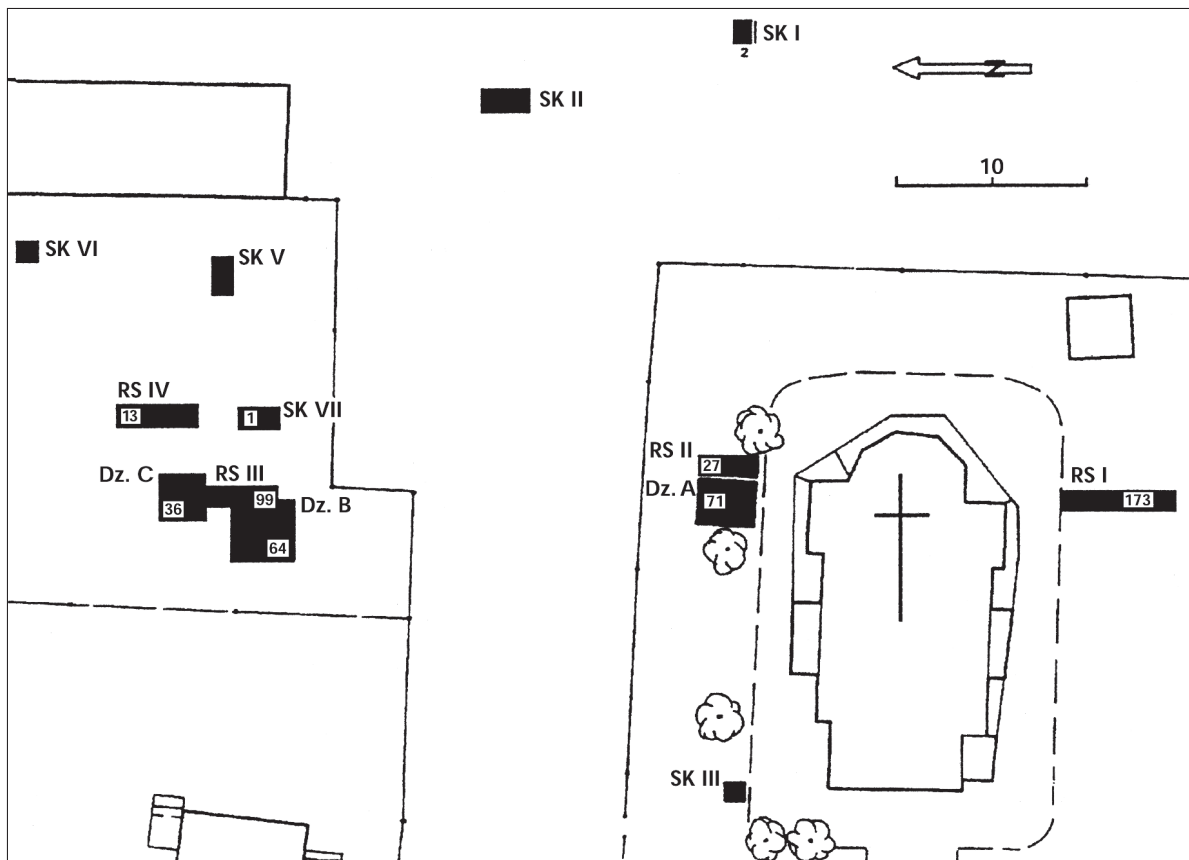 SK I
2
N
SK II
10
SK VI
SK V
RS IV
13
1
SK VII
RS II
27
Dz. A
71
RS I
173
Dz. C
RS III
36
99
Dz. B
64
SK III